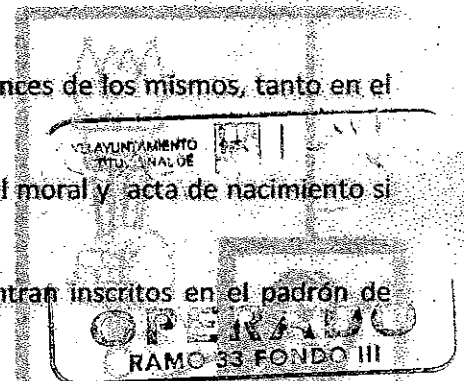 nces de los mismos, tanto en el
AYUNTAMIENTO
l moral y acta de nacimiento si
ntran inscritos en el padrón de
OPERADO
RAMO 33 FONDO III